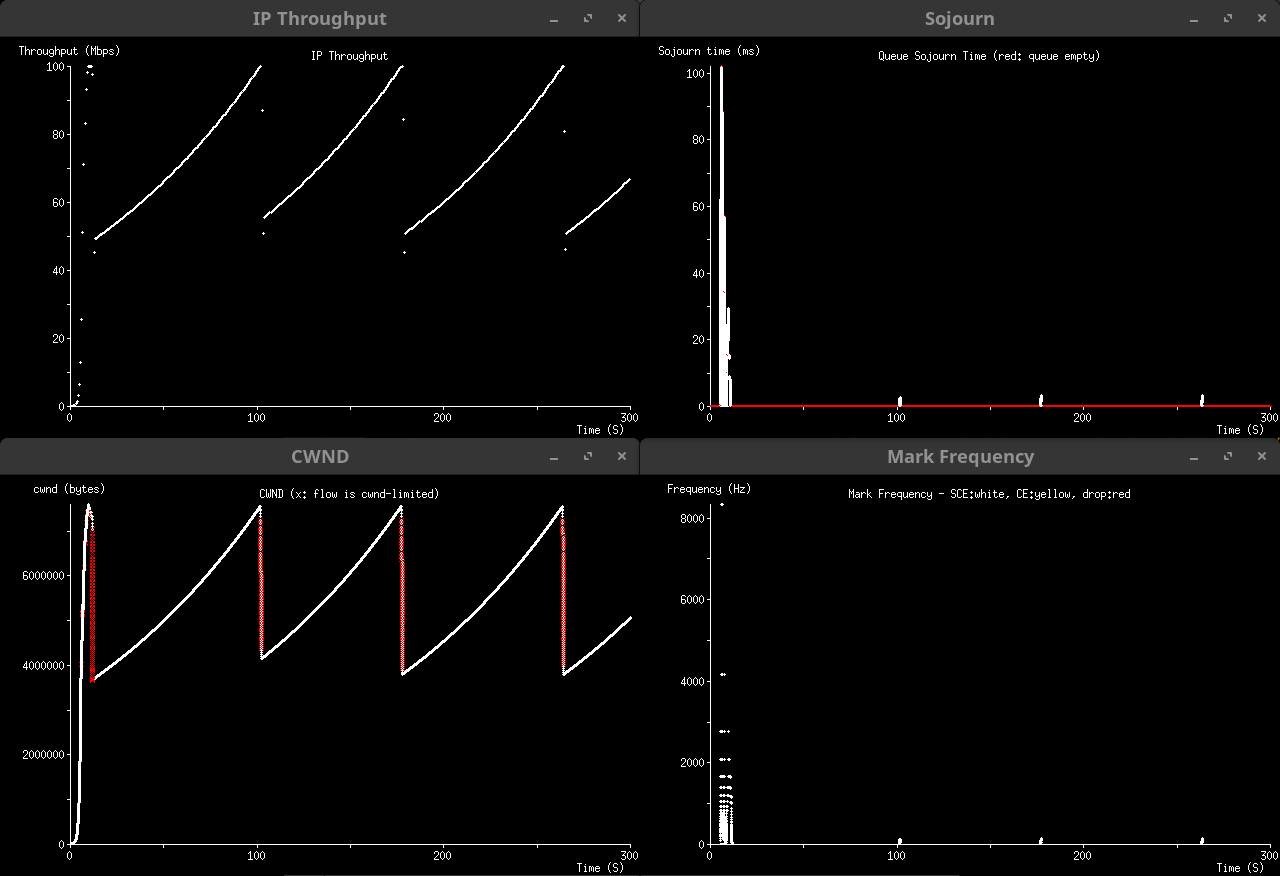 IP Throughput
Throughput (Mbps)
IP Throughput
100
80
60
40
20
0
0
100
200
300
Time (S)
Sojourn
Sojourn time (ms)
Queue Sojourn Time (red: queue empty)
100
80
60
40
20
0
0
100
200
300
Time (S)
CWND
cwnd (bytes)
CWND (x: flow is cwnd-limited)
6000000
4000000
2000000
0
0
100
200
300
Time (S)
Mark Frequency
Frequency (Hz)
Mark Frequency - SCE:white, CE:yellow, drop:red
8000
6000
4000
2000
0
0
100
200
300
Time (S)